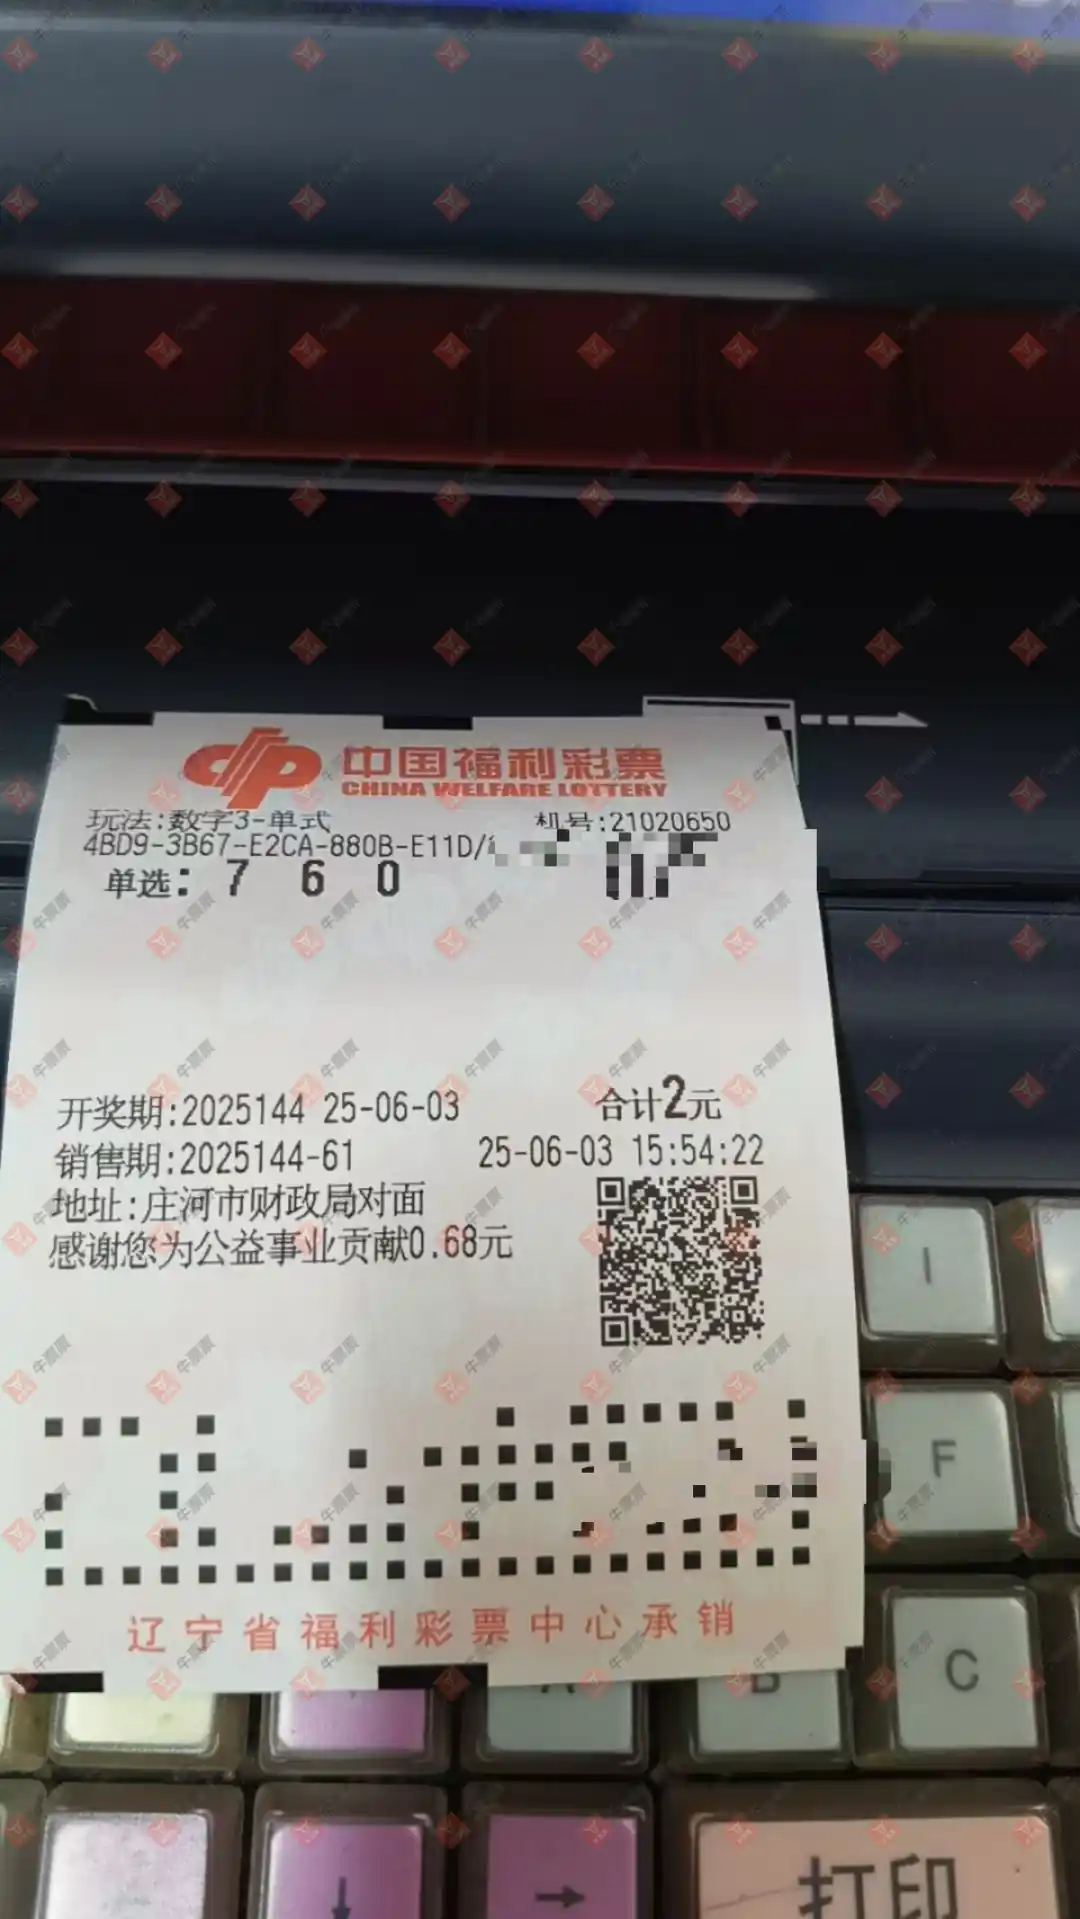 中国福利彩票
CHINA WELFARE LOTTERY
玩法:数字3-单式 机号:21020650
4BD9-3B67-E2CA-880B-E11D/
单选: 7 6 0
开奖期:2025144 25-06-03 合计2元
销售期:2025144-61 25-06-03 15:54:22
地址:庄河市财政局对面
感谢您为公益事业贡献0.68元
辽宁省福利彩票中心承销
I
F
A B C
↓ → 打印
牛票票